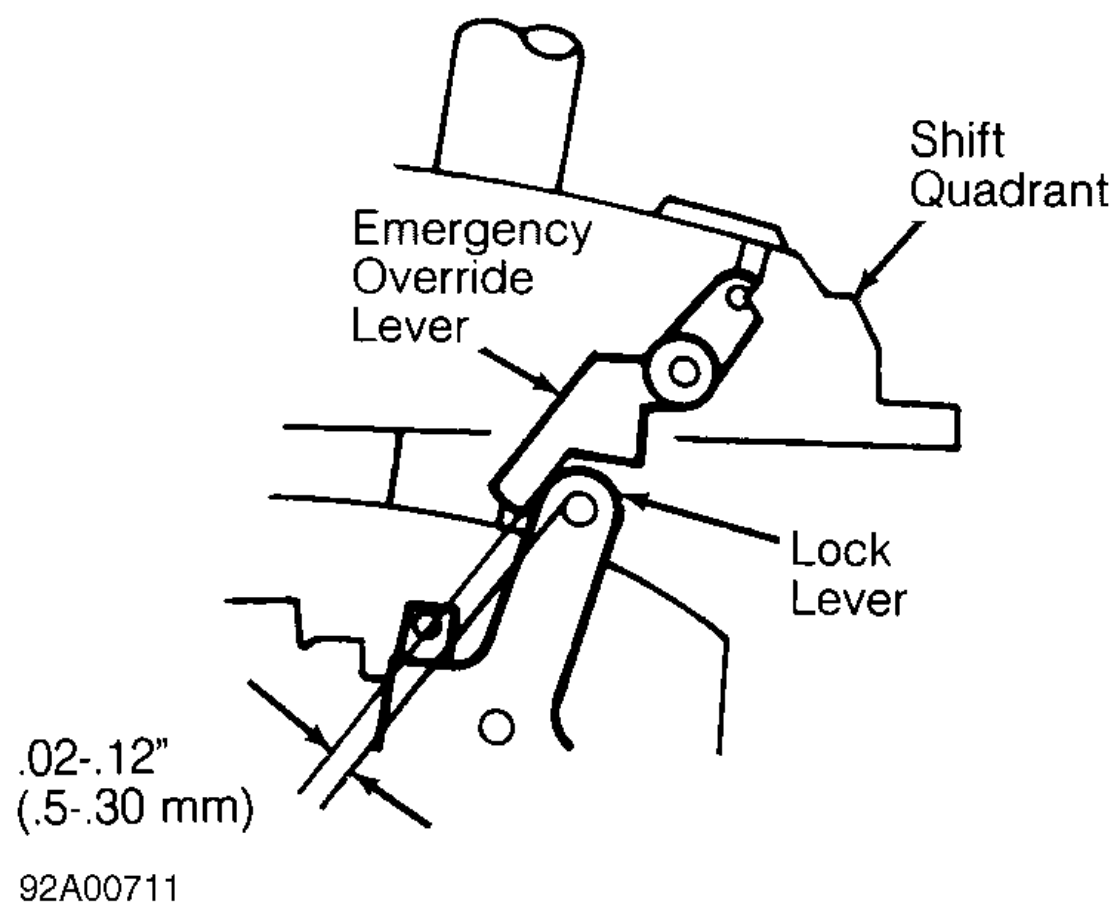 Shift
Quadrant
Emergency
Override
Lever
Lock
Lever
.02-.12”
(.5-.30 mm)
92A00711